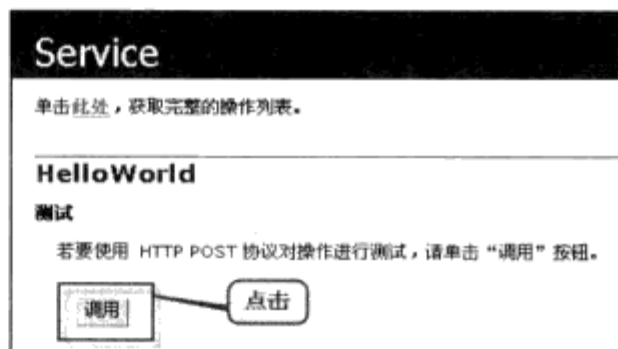 Service
单击此处，获取完整的操作列表。
HelloWorld
测试
若要使用 HTTP POST 协议对操作进行测试，请单击“调用”按钮。
调用
点击